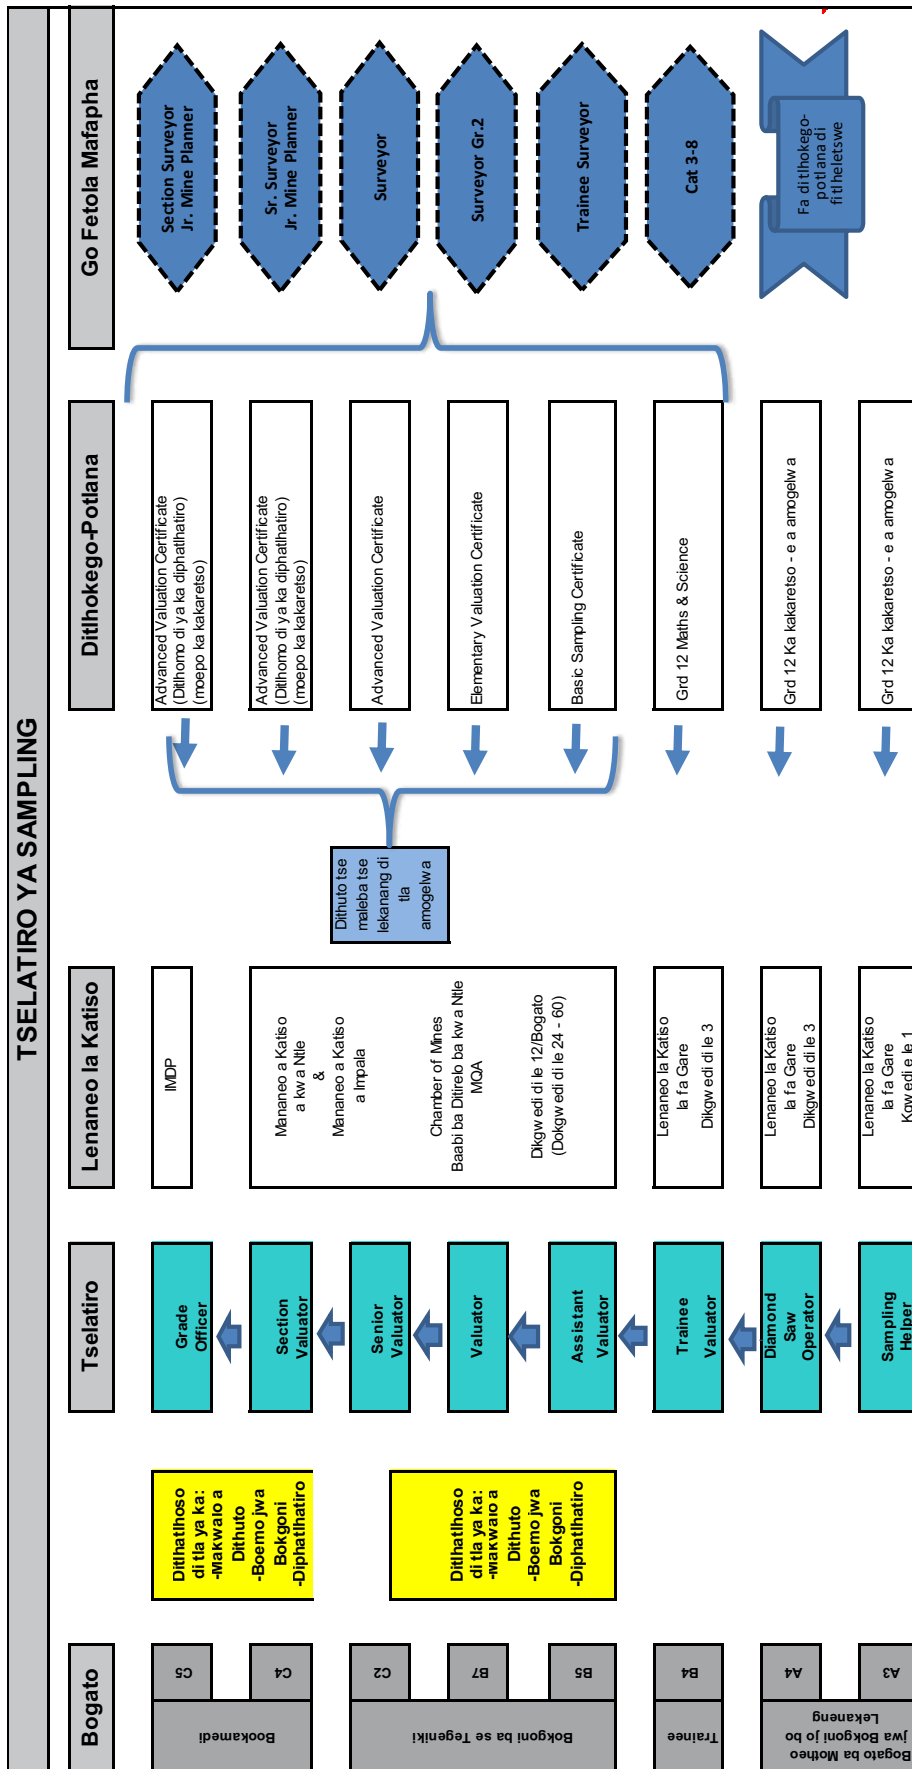 TSELATIRO YA SAMPLING
Bogato
Tselatiro
Lenaneo la Katiso
Ditlhokego-Potlana
Go Fetola Mafapha
Bookamedi
C5
C4
Ditlhatlhoso
di tla ya ka:
-Makwalo a
Dithuto
-Boemo jwa
Bokgoni
-Diphatlhatiro
Grade
Officer
IMDP
Advanced Valuation Certificate
(Ditlhomo di ya ka diphatlhatiro)
(moepo ka kakaretso)
Section Surveyor
Jr. Mine Planner
Section
Valuator
Mananeo a Katiso
a kwa Ntle
&
Mananeo a Katiso
a Impala
Chamber of Mines
Baabi ba Ditirelo ba kwa Ntle
MQA
Dikgwedi di le 12/Bogato
(Dokgwedi di le 24 - 60)
Dithuto tse
maleba tse
lekanang di
tla
amogelwa
Advanced Valuation Certificate
(Ditlhomo di ya ka diphatlhatiro)
(moepo ka kakaretso)
Sr. Surveyor
Jr. Mine Planner
Bokgoni ba se Tegeniki
C2
B7
B5
Ditlhatlhoso
di tla ya ka:
-Makwalo a
Dithuto
-Boemo jwa
Bokgoni
-Diphatlhatiro
Senior
Valuator
Advanced Valuation Certificate
Surveyor
Valuator
Elementary Valuation Certificate
Surveyor Gr.2
Assistant
Valuator
Basic Sampling Certificate
Trainee Surveyor
Trainee
B4
Trainee
Valuator
Lenaneo la Katiso
la fa Gare
Dikgwedi di le 3
Grd 12 Maths & Science
Cat 3-8
Bogato ba Motheo
jwa Bokgoni jo bo
Lekaneng
A4
A3
Diamond
Saw
Operator
Lenaneo la Katiso
la fa Gare
Dikgwedi di le 3
Grd 12 Ka kakaretso - e a amogelwa
Fa ditlhokego-
potlana di
fitlheletswe
Sampling
Helper
Lenaneo la Katiso
la fa Gare
Kgwedi e le 1
Grd 12 Ka kakaretso - e a amogelwa